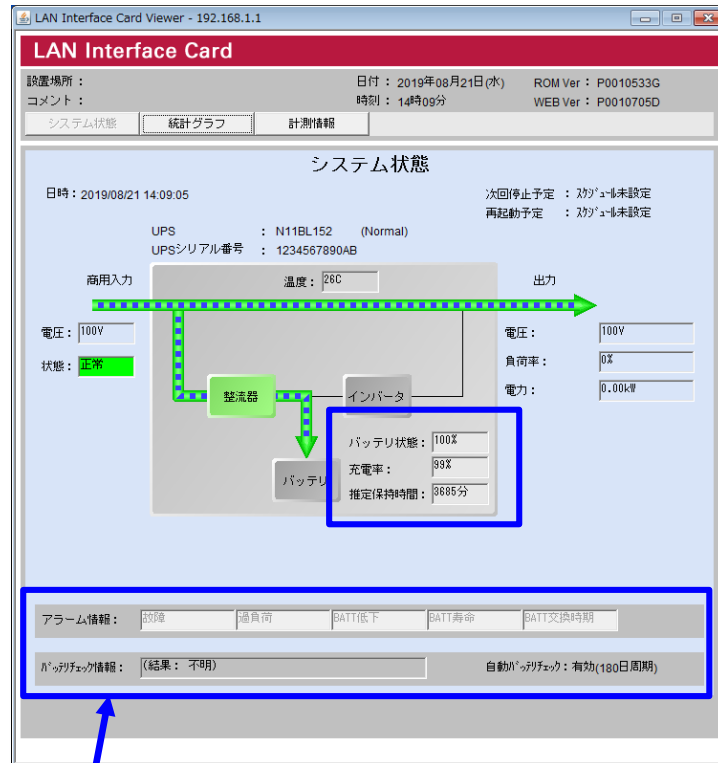 LAN Interface Card Viewer - 192.168.1.1
LAN Interface Card
設置場所：
日付： 2019年08月21日(水) ROM Ver： P0010533G
コメント：
時刻： 14時09分 WEB Ver： P0010705D
システム状態 統計グラフ 計測情報
システム状態
日時：2019/08/21 14:09:05
次回停止予定 ： ｽｹｼﾞｭｰﾙ未設定
再起動予定 ： ｽｹｼﾞｭｰﾙ未設定
UPS : N11BL152 (Normal)
UPSシリアル番号 : 1234567890AB
商用入力 温度： 26C 出力
電圧： 100V
状態： 正常
電圧： 100V
負荷率： 0%
電力： 0.00kW
整流器 インバータ
バッテリ
バッテリ状態： 100%
充電率： 99%
推定保持時間： 3685分
アラーム情報： 故障 過負荷 BATT低下 BATT寿命 BATT交換時期
ﾊﾞｯﾃﾘﾁｪｯｸ情報： (結果： 不明) 自動ﾊﾞｯﾃﾘﾁｪｯｸ：有効(180日周期)